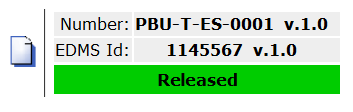 Number: PBU-T-ES-0001 v.1.0
EDMS Id: 1145567 v.1.0
Released